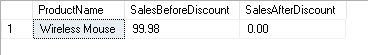 ProductName SalesBeforeDiscount SalesAfterDiscount
1 Wireless Mouse 99.98 0.00